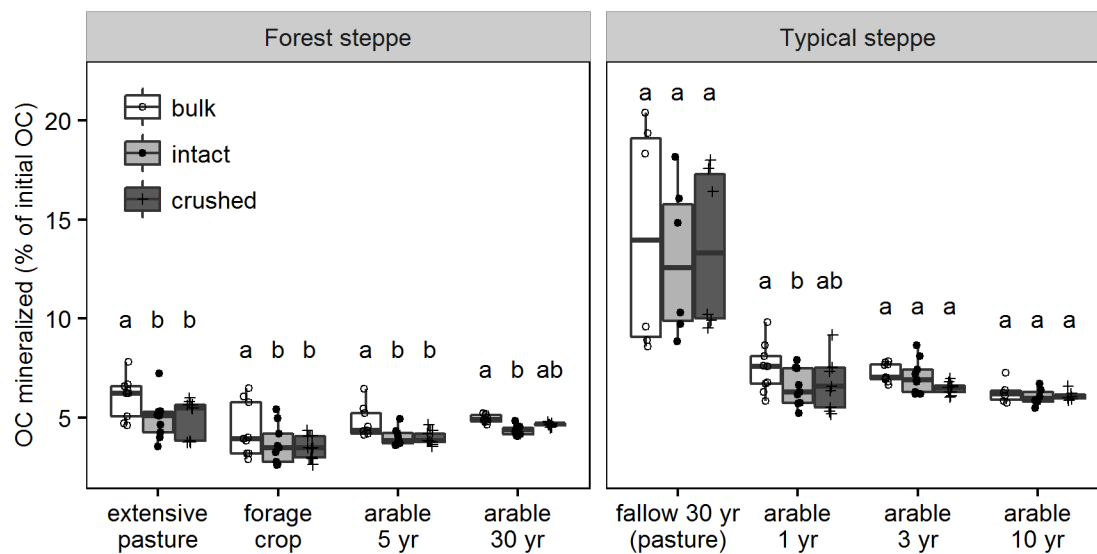 Forest steppe
Typical steppe
OC mineralized (% of initial OC)
20
15
10
5
bulk
intact
crushed
a b b
a b b
a b b
a b ab
a a a
a b ab
a a a
a a a
extensive
pasture
forage
crop
arable
5 yr
arable
30 yr
fallow 30 yr
(pasture)
arable
1 yr
arable
3 yr
arable
10 yr